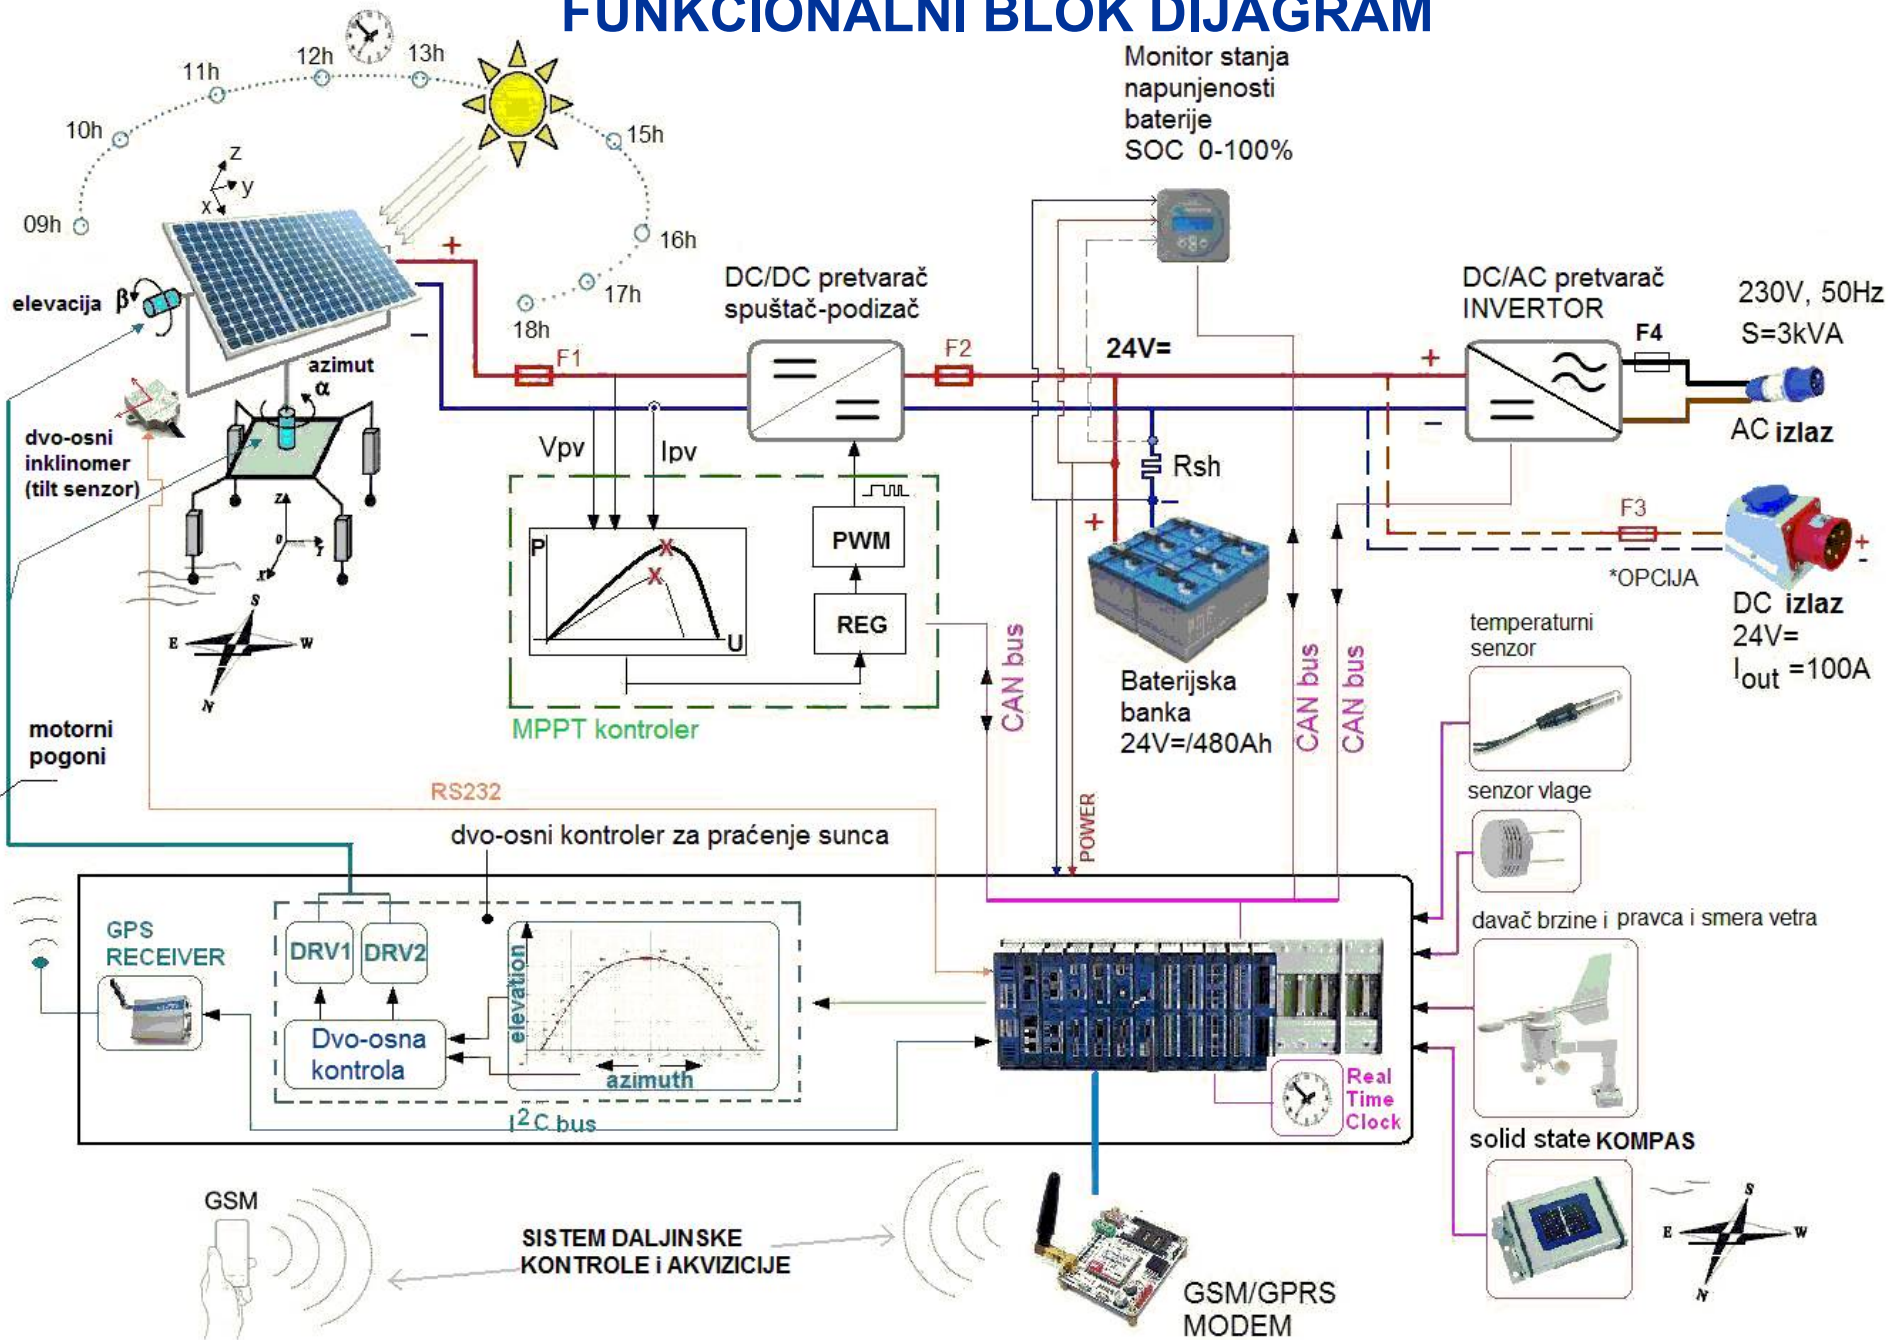 FUNKCIONALNI BLOK DIJAGRAM
Monitor stanja
napunjenosti
baterije
SOC 0-100%
09h
10h
11h
12h
13h
15h
16h
17h
18h
z
y
x
+
−
elevacija β
azimut
α
dvo-osni
inklinomer
(tilt senzor)
Z
0
Y
X
S
E
W
N
motorni
pogoni
F1
DC/DC pretvarač
spuštač-podizač
F2
24V=
DC/AC pretvarač
INVERTOR
F4
230V, 50Hz
S=3kVA
AC izlaz
+
−
Vpv
Ipv
P
X
X
U
PWM
REG
MPPT kontroler
Rsh
+
−
Baterijska
banka
24V=/480Ah
CAN bus
CAN bus
CAN bus
F3
*OPCIJA
+
-
DC izlaz
24V=
Iout =100A
temperaturni
senzor
senzor vlage
davač brzine i pravca i smera vetra
solid state KOMPAS
S
E
W
N
RS232
POWER
dvo-osni kontroler za praćenje sunca
GPS
RECEIVER
DRV1
DRV2
Dvo-osna
kontrola
elevation
azimuth
I2C bus
Real
Time
Clock
GSM
SISTEM DALJINSKE
KONTROLE i AKVIZICIJE
GSM/GPRS
MODEM